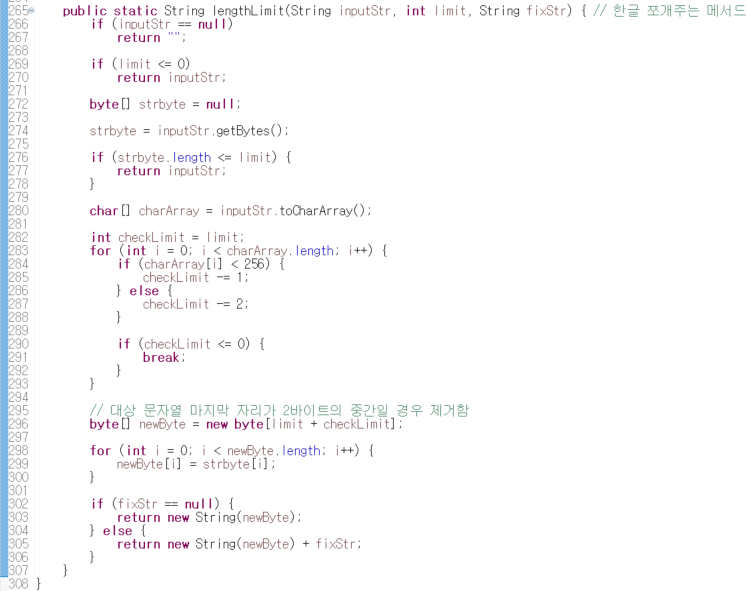 265 public static String lengthLimit(String inputStr, int limit, String fixStr) { // 한글 쪼개주는 메서드
266 if (inputStr == null)
267 return "";
268
269 if (limit <= 0)
270 return inputStr;
271
272 byte[] strbyte = null;
273
274 strbyte = inputStr.getBytes();
275
276 if (strbyte.length <= limit) {
277 return inputStr;
278 }
279
280 char[] charArray = inputStr.toCharArray();
281
282 int checkLimit = limit;
283 for (int i = 0; i < charArray.length; i++) {
284 if (charArray[i] < 256) {
285 checkLimit -= 1;
286 } else {
287 checkLimit -= 2;
288 }
289
290 if (checkLimit <= 0) {
291 break;
292 }
293 }
294
295 // 대상 문자열 마지막 자리가 2바이트의 중간일 경우 제거함
296 byte[] newByte = new byte[limit + checkLimit];
297
298 for (int i = 0; i < newByte.length; i++) {
299 newByte[i] = strbyte[i];
300 }
301
302 if (fixStr == null) {
303 return new String(newByte);
304 } else {
305 return new String(newByte) + fixStr;
306 }
307 }
308 }